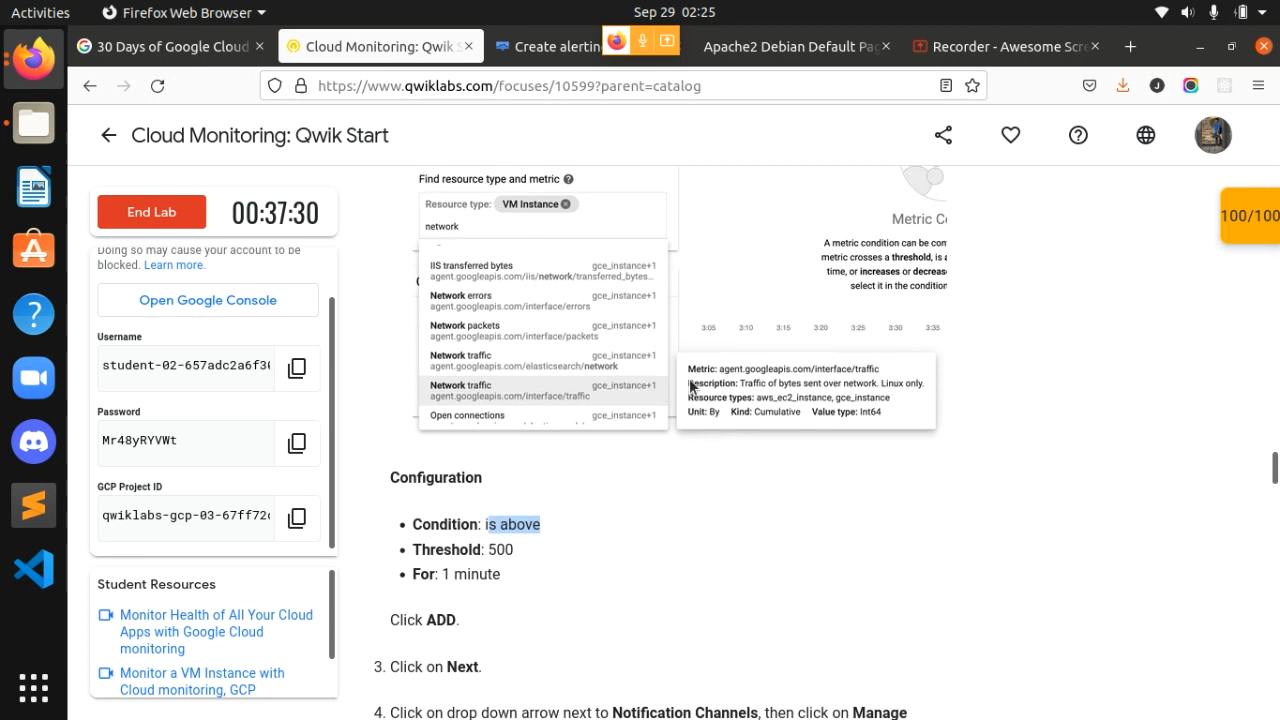 Activities
Firefox Web Browser
Sep 29 02:25
30 Days of Google Cloud
Cloud Monitoring: Qwik S
Create alertin
Apache2 Debian Default Pa
Recorder - Awesome Scr
https://www.qwiklabs.com/focuses/10599?parent=catalog
Cloud Monitoring: Qwik Start
End Lab
00:37:30
Doing so may cause your account to be
blocked. Learn more.
Open Google Console
Username
student-02-657adc2a6f3
Password
Mr48yRYVWt
GCP Project ID
qwiklabs-gcp-03-67ff72
Student Resources
Monitor Health of All Your Cloud
Apps with Google Cloud
monitoring
Monitor a VM Instance with
Cloud monitoring, GCP
100/100
Find resource type and metric
Resource type: VM Instance
network
IIS transferred bytes gce_instance+1
agent.googleapis.com/iis/network/transferred_bytes...
Network errors gce_instance+1
agent.googleapis.com/interface/errors
Network packets gce_instance+1
agent.googleapis.com/interface/packets
Network traffic gce_instance+1
agent.googleapis.com/elasticsearch/network
Network traffic gce_instance+1
agent.googleapis.com/interface/traffic
Open connections gce_instance+1
Metric Co
A metric condition can be con
metric crosses a threshold, is a
time, or increases or decreas
select it in the condition
3:05 3:10 3:15 3:20 3:25 3:30 3:35
Metric: agent.googleapis.com/interface/traffic
Description: Traffic of bytes sent over network. Linux only.
Resource types: aws_ec2_instance, gce_instance
Unit: By Kind: Cumulative Value type: Int64
Configuration
• Condition: is above
• Threshold: 500
• For: 1 minute
Click ADD.
3. Click on Next.
4. Click on drop down arrow next to Notification Channels, then click on Manage